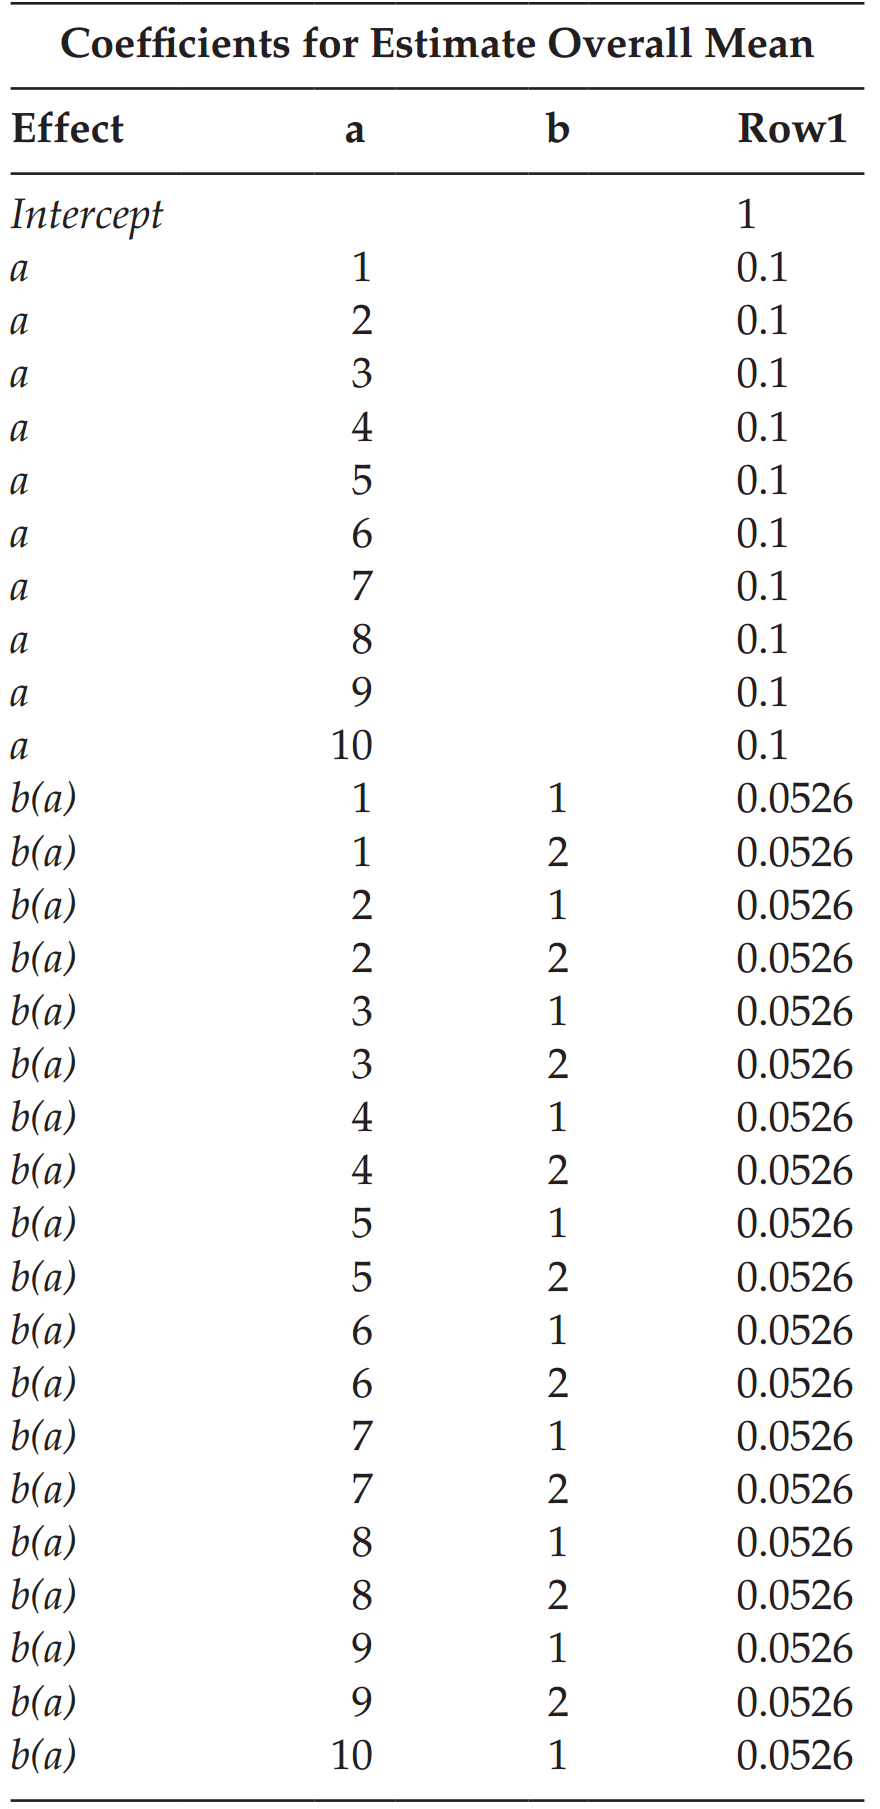 Coefficients for Estimate Overall Mean
Effect a b Row1
Intercept 1
a 1 0.1
a 2 0.1
a 3 0.1
a 4 0.1
a 5 0.1
a 6 0.1
a 7 0.1
a 8 0.1
a 9 0.1
a 10 0.1
b(a) 1 1 0.0526
b(a) 1 2 0.0526
b(a) 2 1 0.0526
b(a) 2 2 0.0526
b(a) 3 1 0.0526
b(a) 3 2 0.0526
b(a) 4 1 0.0526
b(a) 4 2 0.0526
b(a) 5 1 0.0526
b(a) 5 2 0.0526
b(a) 6 1 0.0526
b(a) 6 2 0.0526
b(a) 7 1 0.0526
b(a) 7 2 0.0526
b(a) 8 1 0.0526
b(a) 8 2 0.0526
b(a) 9 1 0.0526
b(a) 9 2 0.0526
b(a) 10 1 0.0526